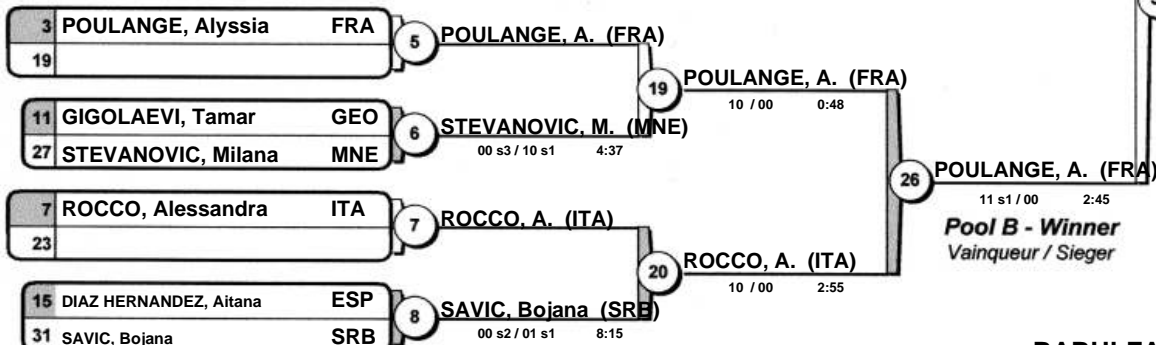 3 POULANGE, Alyssia FRA
19
5 POULANGE, A. (FRA)
11 GIGOLAEVI, Tamar GEO
27 STEVANOVIC, Milana MNE
6 STEVANOVIC, M. (MNE)
00 s3 / 10 s1 4:37
19 POULANGE, A. (FRA)
10 / 00 0:48
7 ROCCO, Alessandra ITA
23
7 ROCCO, A. (ITA)
15 DIAZ HERNANDEZ, Aitana ESP
31 SAVIC, Bojana SRB
8 SAVIC, Bojana (SRB)
00 s2 / 01 s1 8:15
20 ROCCO, A. (ITA)
10 / 00 2:55
26 POULANGE, A. (FRA)
11 s1 / 00 2:45
Pool B - Winner
Vainqueur / Sieger